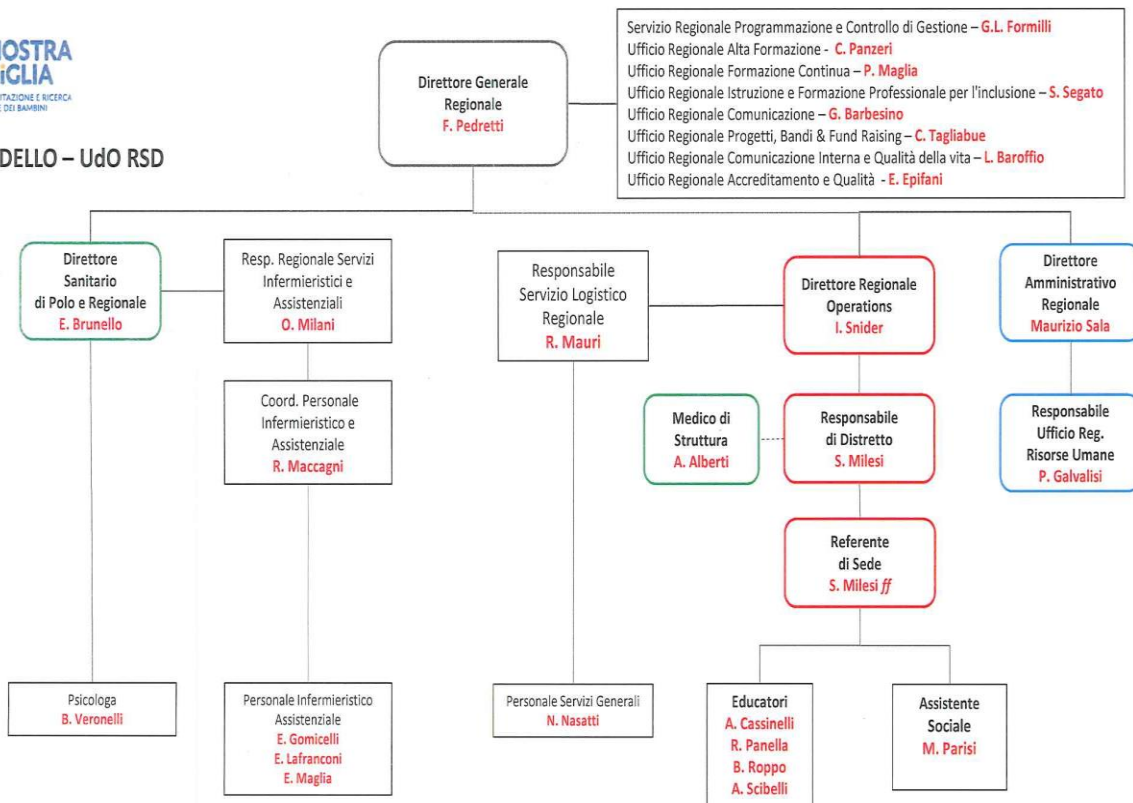 OSTRA
iGLIA
ITAZIONE E RICERCA
E DEI BAMBINI
DELLO – UdO RSD
Direttore Generale
Regionale
F. Pedretti
Servizio Regionale Programmazione e Controllo di Gestione – G.L. Formilli
Ufficio Regionale Alta Formazione - C. Panzeri
Ufficio Regionale Formazione Continua – P. Maglia
Ufficio Regionale Istruzione e Formazione Professionale per l'inclusione – S. Segato
Ufficio Regionale Comunicazione – G. Barbesino
Ufficio Regionale Progetti, Bandi & Fund Raising – C. Tagliabue
Ufficio Regionale Comunicazione Interna e Qualità della vita – L. Baroffio
Ufficio Regionale Accreditamento e Qualità - E. Epifani
Direttore
Sanitario
di Polo e Regionale
E. Brunello
Resp. Regionale Servizi
Infermieristici e
Assistenziali
O. Milani
Responsabile
Servizio Logistico
Regionale
R. Mauri
Direttore Regionale
Operations
I. Snider
Direttore
Amministrativo
Regionale
Maurizio Sala
Coord. Personale
Infermieristico e
Assistenziale
R. Maccagni
Medico di
Struttura
A. Alberti
Responsabile
di Distretto
S. Milesi
Responsabile
Ufficio Reg.
Risorse Umane
P. Galvalisi
Referente
di Sede
S. Milesi ff
Psicologa
B. Veronelli
Personale Infermieristico
Assistenziale
E. Gomicelli
E. Lafranconi
E. Maglia
Personale Servizi Generali
N. Nasatti
Educatori
A. Cassinelli
R. Panella
B. Roppo
A. Scibelli
Assistente
Sociale
M. Parisi